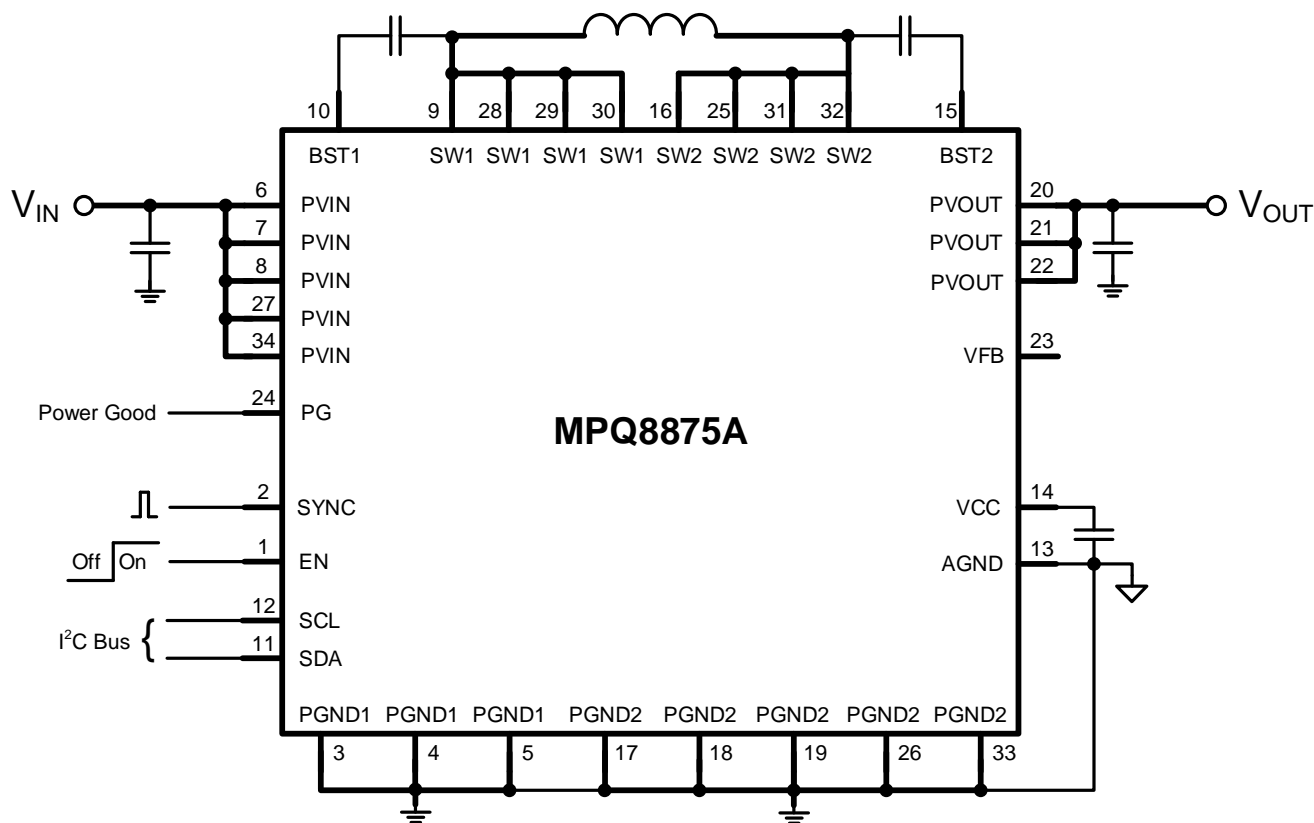 10 9 28 29 30 16 25 31 32 15
BST1 SW1 SW1 SW1 SW1 SW2 SW2 SW2 SW2 BST2
V_IN 6 PVIN PVOUT 20 V_OUT
7 PVIN PVOUT 21
8 PVIN PVOUT 22
27 PVIN
34 PVIN VFB 23
Power Good 24 PG
MPQ8875A
2 SYNC VCC 14
Off On 1 EN AGND 13
12 SCL
I²C Bus {
11 SDA
PGND1 PGND1 PGND1 PGND2 PGND2 PGND2 PGND2 PGND2
3 4 5 17 18 19 26 33